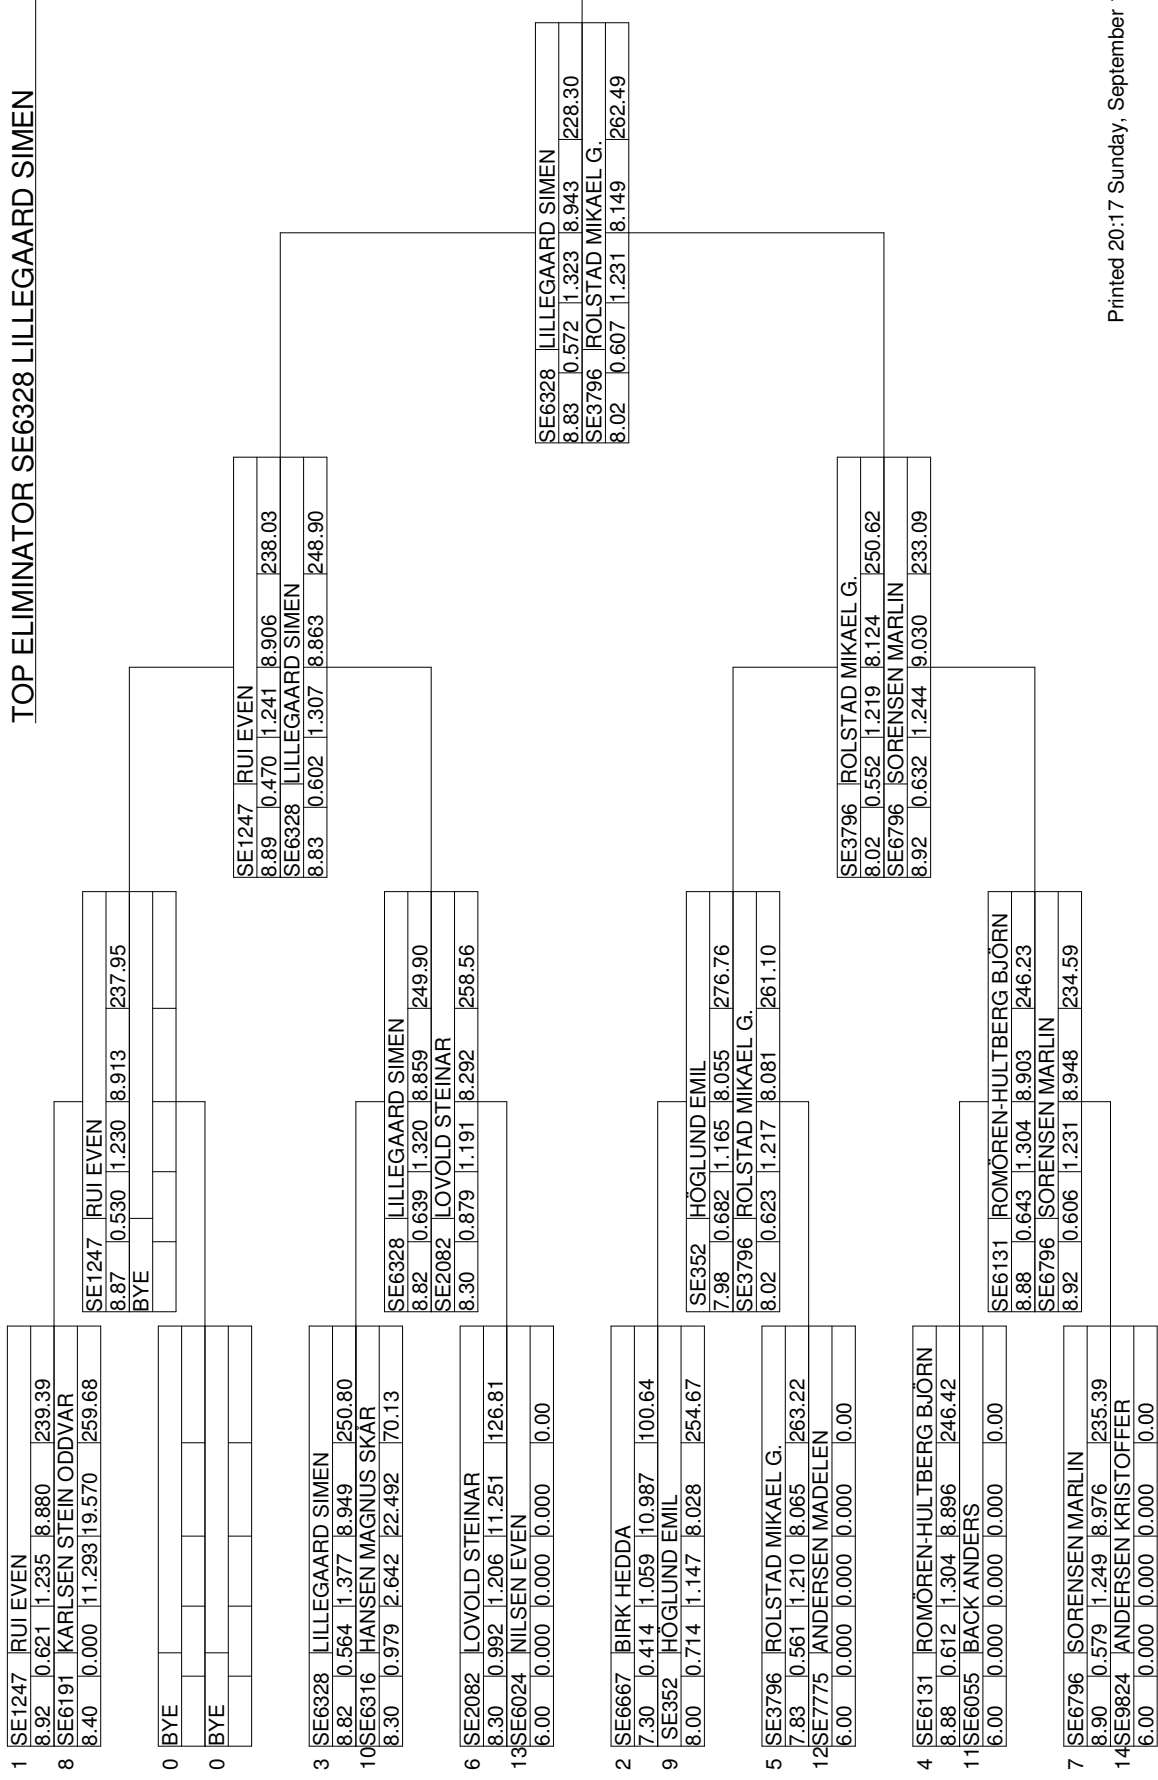 TOP ELIMINATOR SE6328 LILLEGAARD SIMEN
1 SE1247 RUI EVEN
8.92 0.621 1.235 8.880 239.39
8 SE6191 KARLSEN STEIN ODDVAR
8.40 0.000 11.293 19.570 259.68
0 BYE
0 BYE
3 SE6328 LILLEGAARD SIMEN
8.82 0.564 1.377 8.949 250.80
10 SE6316 HANSEN MAGNUS SKÅR
8.30 0.979 2.642 22.492 70.13
6 SE2082 LOVOLD STEINAR
8.30 0.992 1.206 11.251 126.81
13 SE6024 NILSEN EVEN
6.00 0.000 0.000 0.000 0.00
2 SE6667 BIRK HEDDA
7.30 0.414 1.059 10.987 100.64
9 SE352 HÖGLUND EMIL
8.00 0.714 1.147 8.028 254.67
5 SE3796 ROLSTAD MIKAEL G.
7.83 0.561 1.210 8.065 263.22
12 SE7775 ANDERSEN MADELEN
6.00 0.000 0.000 0.000 0.00
4 SE6131 ROMÖREN-HULTBERG BJÖRN
8.88 0.612 1.304 8.896 246.42
11 SE6055 BACK ANDERS
6.00 0.000 0.000 0.000 0.00
7 SE6796 SORENSEN MARLIN
8.90 0.579 1.249 8.976 235.39
14 SE9824 ANDERSEN KRISTOFFER
6.00 0.000 0.000 0.000 0.00
SE1247 RUI EVEN
8.87 0.530 1.230 8.913 237.95
BYE
SE6328 LILLEGAARD SIMEN
8.82 0.639 1.320 8.859 249.90
SE2082 LOVOLD STEINAR
8.30 0.879 1.191 8.292 258.56
SE352 HÖGLUND EMIL
7.98 0.682 1.165 8.055 276.76
SE3796 ROLSTAD MIKAEL G.
8.02 0.623 1.217 8.081 261.10
SE6131 ROMÖREN-HULTBERG BJÖRN
8.88 0.643 1.304 8.903 246.23
SE6796 SORENSEN MARLIN
8.92 0.606 1.231 8.948 234.59
SE1247 RUI EVEN
8.89 0.470 1.241 8.906 238.03
SE6328 LILLEGAARD SIMEN
8.83 0.602 1.307 8.863 248.90
SE3796 ROLSTAD MIKAEL G.
8.02 0.552 1.219 8.124 250.62
SE6796 SORENSEN MARLIN
8.92 0.632 1.244 9.030 233.09
SE6328 LILLEGAARD SIMEN
8.83 0.572 1.323 8.943 228.30
SE3796 ROLSTAD MIKAEL G.
8.02 0.607 1.231 8.149 262.49
Printed 20:17 Sunday, September